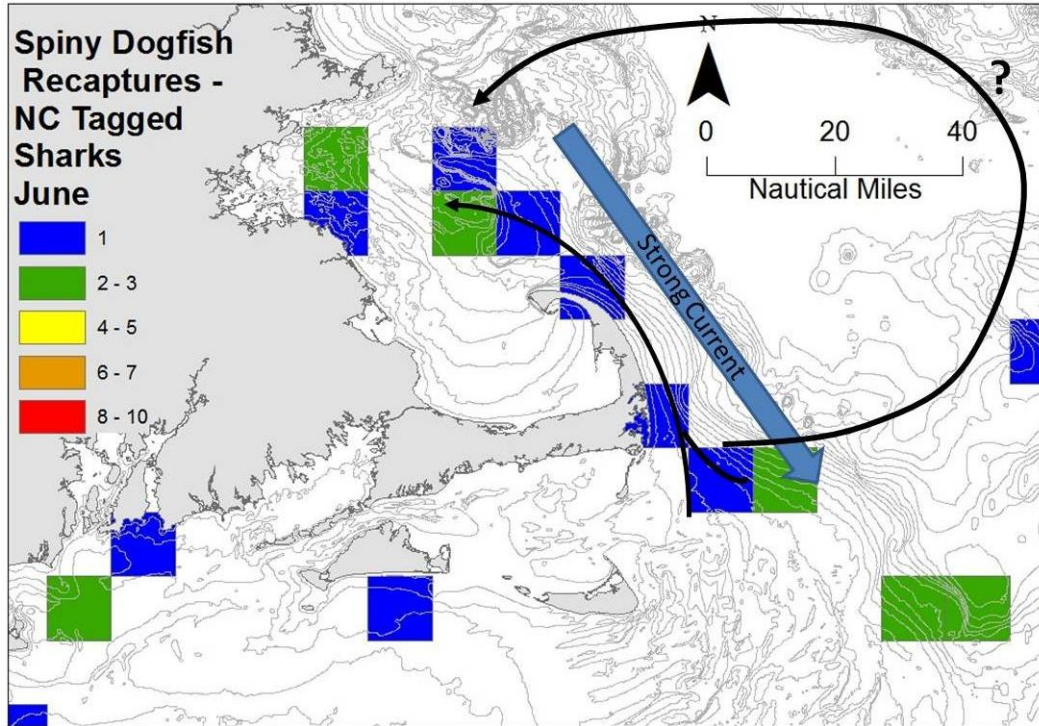 Spiny Dogfish
Recaptures -
NC Tagged
Sharks
June
1
2 - 3
4 - 5
6 - 7
8 - 10
N
0 20 40
Nautical Miles
?
Strong Current